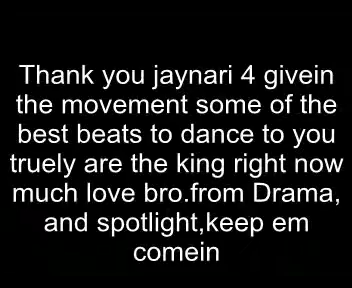 Thank you jaynari 4 givein
the movement some of the
best beats to dance to you
truely are the king right now
much love bro.from Drama,
and spotlight,keep em
comein